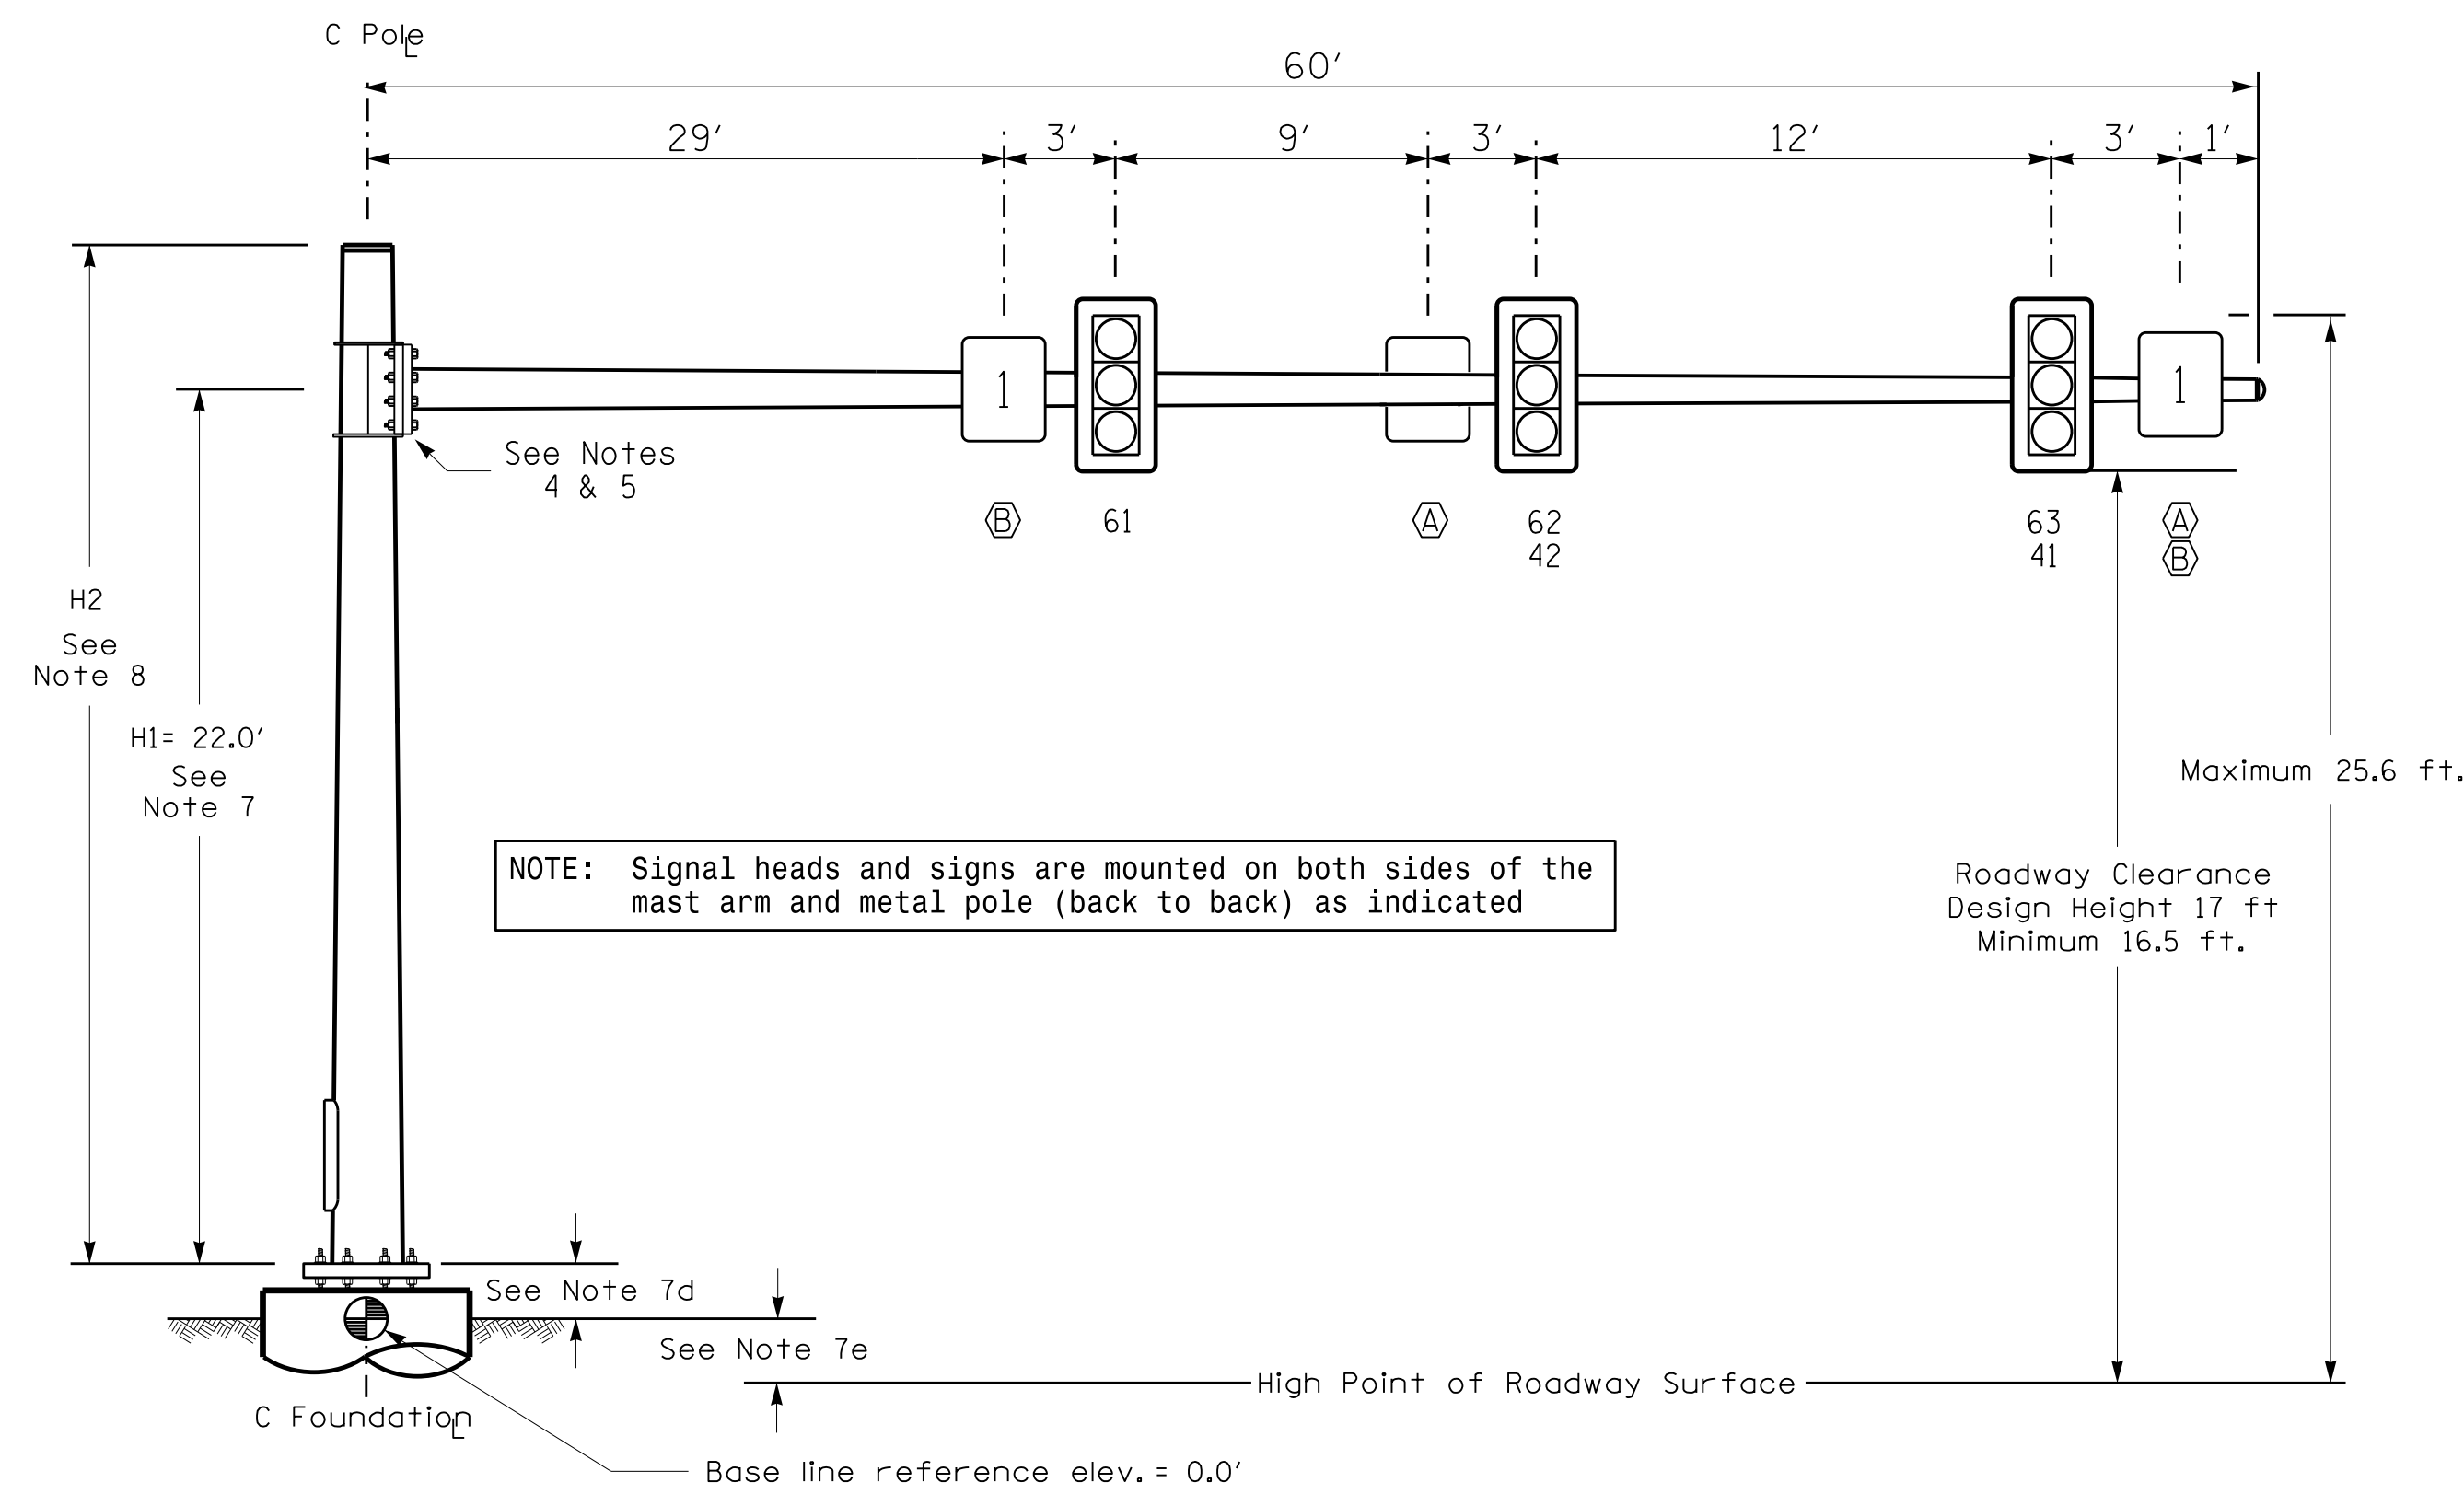 C Pole
L
60'
29'
3'
9'
3'
12'
3'
1'
1
1
See Notes
4 & 5
B
61
A
62
42
63
41
A
B
H2
See
Note 8
H1= 22.0'
See
Note 7
Maximum 25.6 ft.
NOTE: Signal heads and signs are mounted on both sides of the
mast arm and metal pole (back to back) as indicated
Roadway Clearance
Design Height 17 ft
Minimum 16.5 ft.
See Note 7d
See Note 7e
High Point of Roadway Surface
C Foundation
L
Base line reference elev. = 0.0'